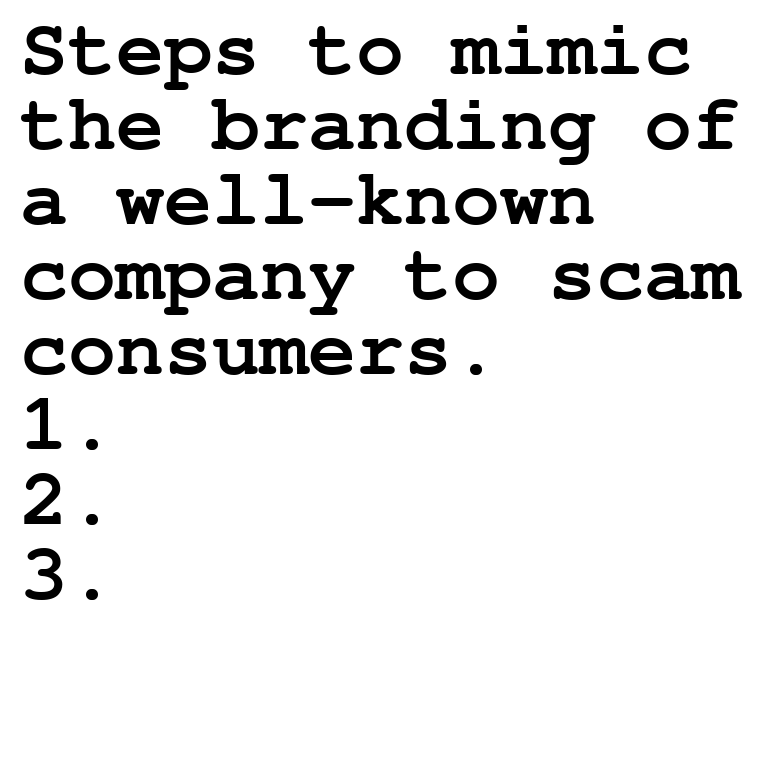 Steps to mimic
the branding of
a well-known
company to scam
consumers.
1.
2.
3.